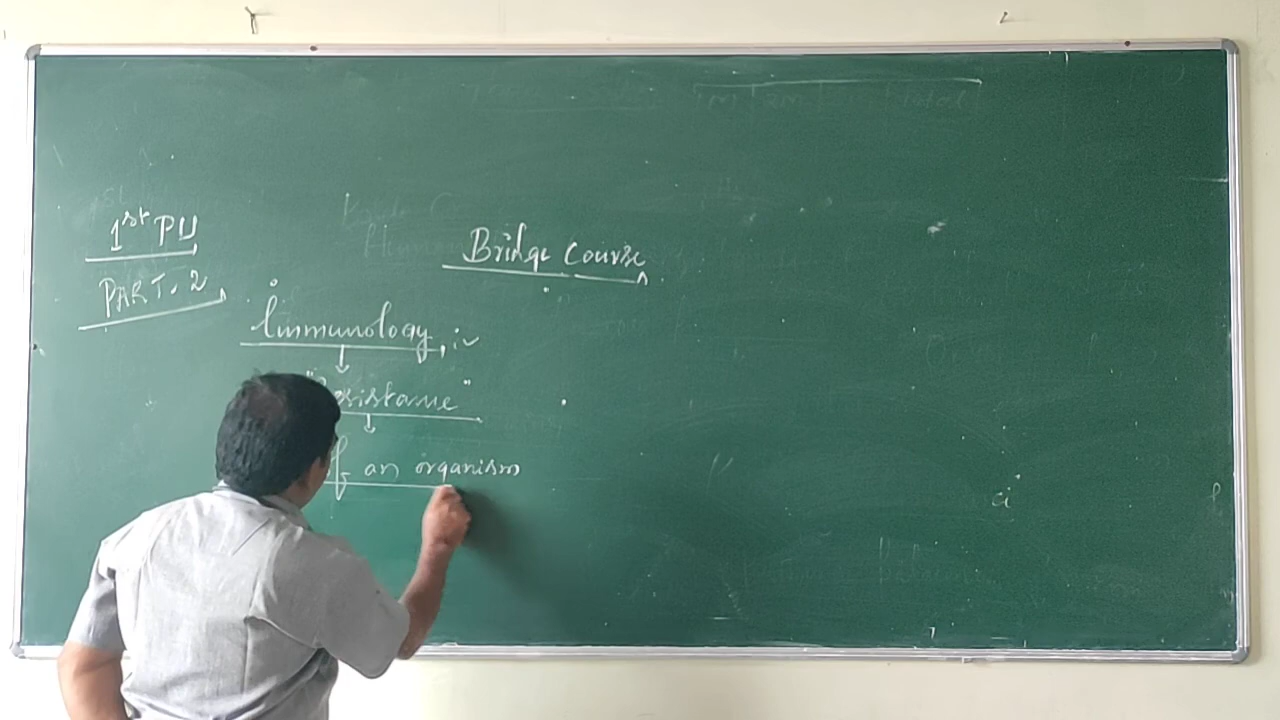 1st PU
PART. 2
Bridge Course
Immunology,
"Resistance"
of an organism